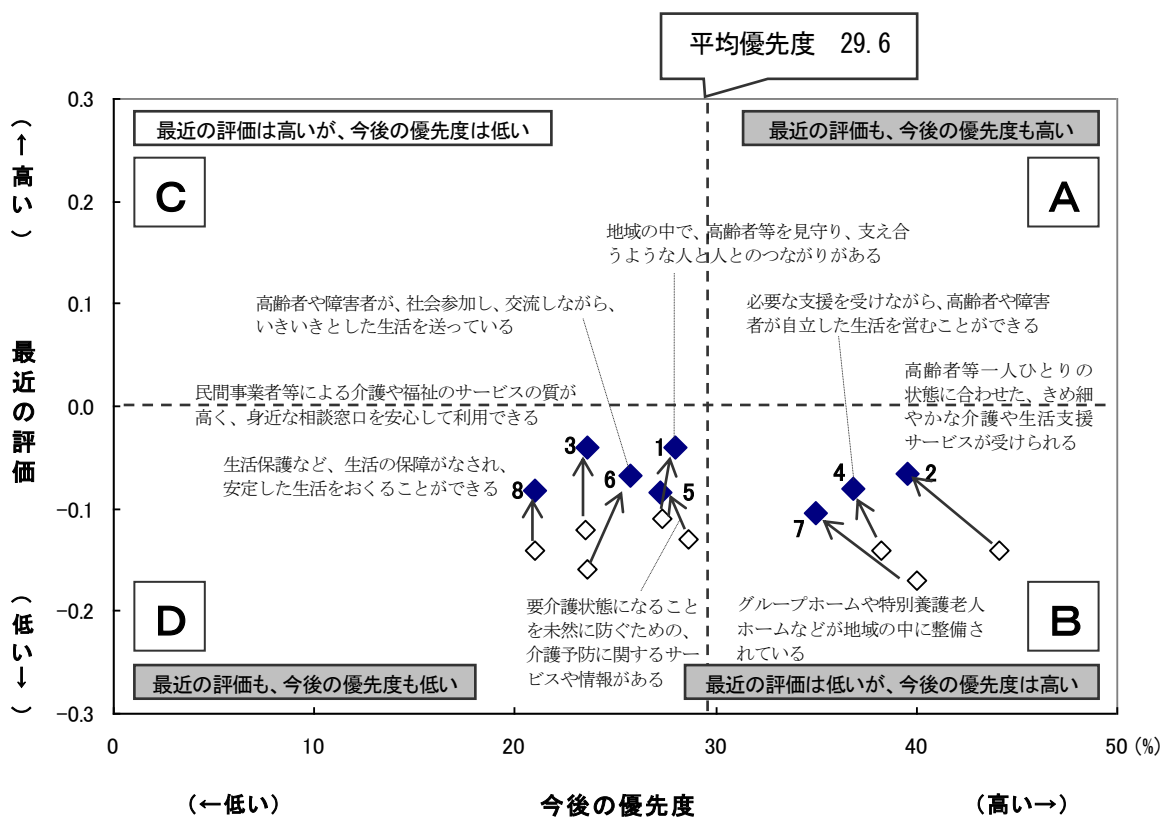 平均優先度 29.6
最近の評価は高いが、今後の優先度は低い
最近の評価も、今後の優先度も高い
C
A
地域の中で、高齢者等を見守り、支え合
うような人と人とのつながりがある
高齢者や障害者が、社会参加し、交流しながら、
いきいきとした生活を送っている
必要な支援を受けながら、高齢者や障害
者が自立した生活を営むことができる
高齢者等一人ひとりの
状態に合わせた、きめ細
やかな介護や生活支援
サービスが受けられる
民間事業者等による介護や福祉のサービスの質が
高く、身近な相談窓口を安心して利用できる
生活保護など、生活の保障がなされ、
安定した生活をおくることができる
3
1
6
8
5
4
2
7
要介護状態になること
を未然に防ぐための、
介護予防に関するサー
ビスや情報がある
グループホームや特別養護老人
ホームなどが地域の中に整備さ
れている
D
B
最近の評価も、今後の優先度も低い
最近の評価は低いが、今後の優先度は高い
(↑高い)
最近の評価
(低い↓)
0.3
0.2
0.1
0.0
−0.1
−0.2
−0.3
0
10
20
30
40
50 (%)
(←低い)
今後の優先度
(高い→)